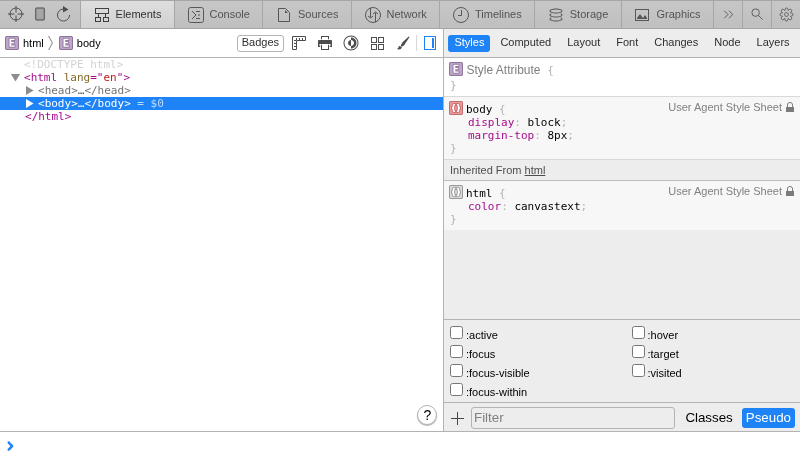 Elements Console Sources Network Timelines Storage Graphics
E html E body Badges
Styles Computed Layout Font Changes Node Layers
<!DOCTYPE html>
<html lang="en">
<head>…</head>
<body>…</body> = $0
</html>
E Style Attribute {
}
{} body { User Agent Style Sheet
display: block;
margin-top: 8px;
}
Inherited From html
{} html { User Agent Style Sheet
color: canvastext;
}
:active :hover
:focus :target
:focus-visible :visited
:focus-within
?
Filter Classes Pseudo